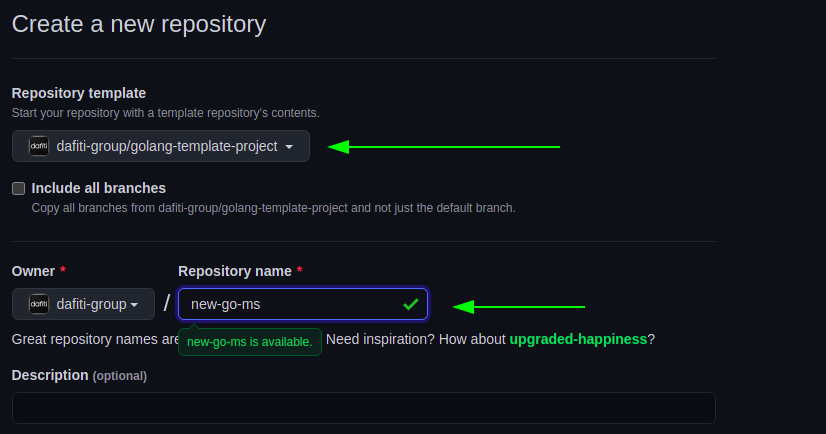 Create a new repository
Repository template
Start your repository with a template repository's contents.
dafiti dafiti-group/golang-template-project
Include all branches
Copy all branches from dafiti-group/golang-template-project and not just the default branch.
Owner * Repository name *
dafiti dafiti-group / new-go-ms
Great repository names are Need inspiration? How about upgraded-happiness?
new-go-ms is available.
Description (optional)